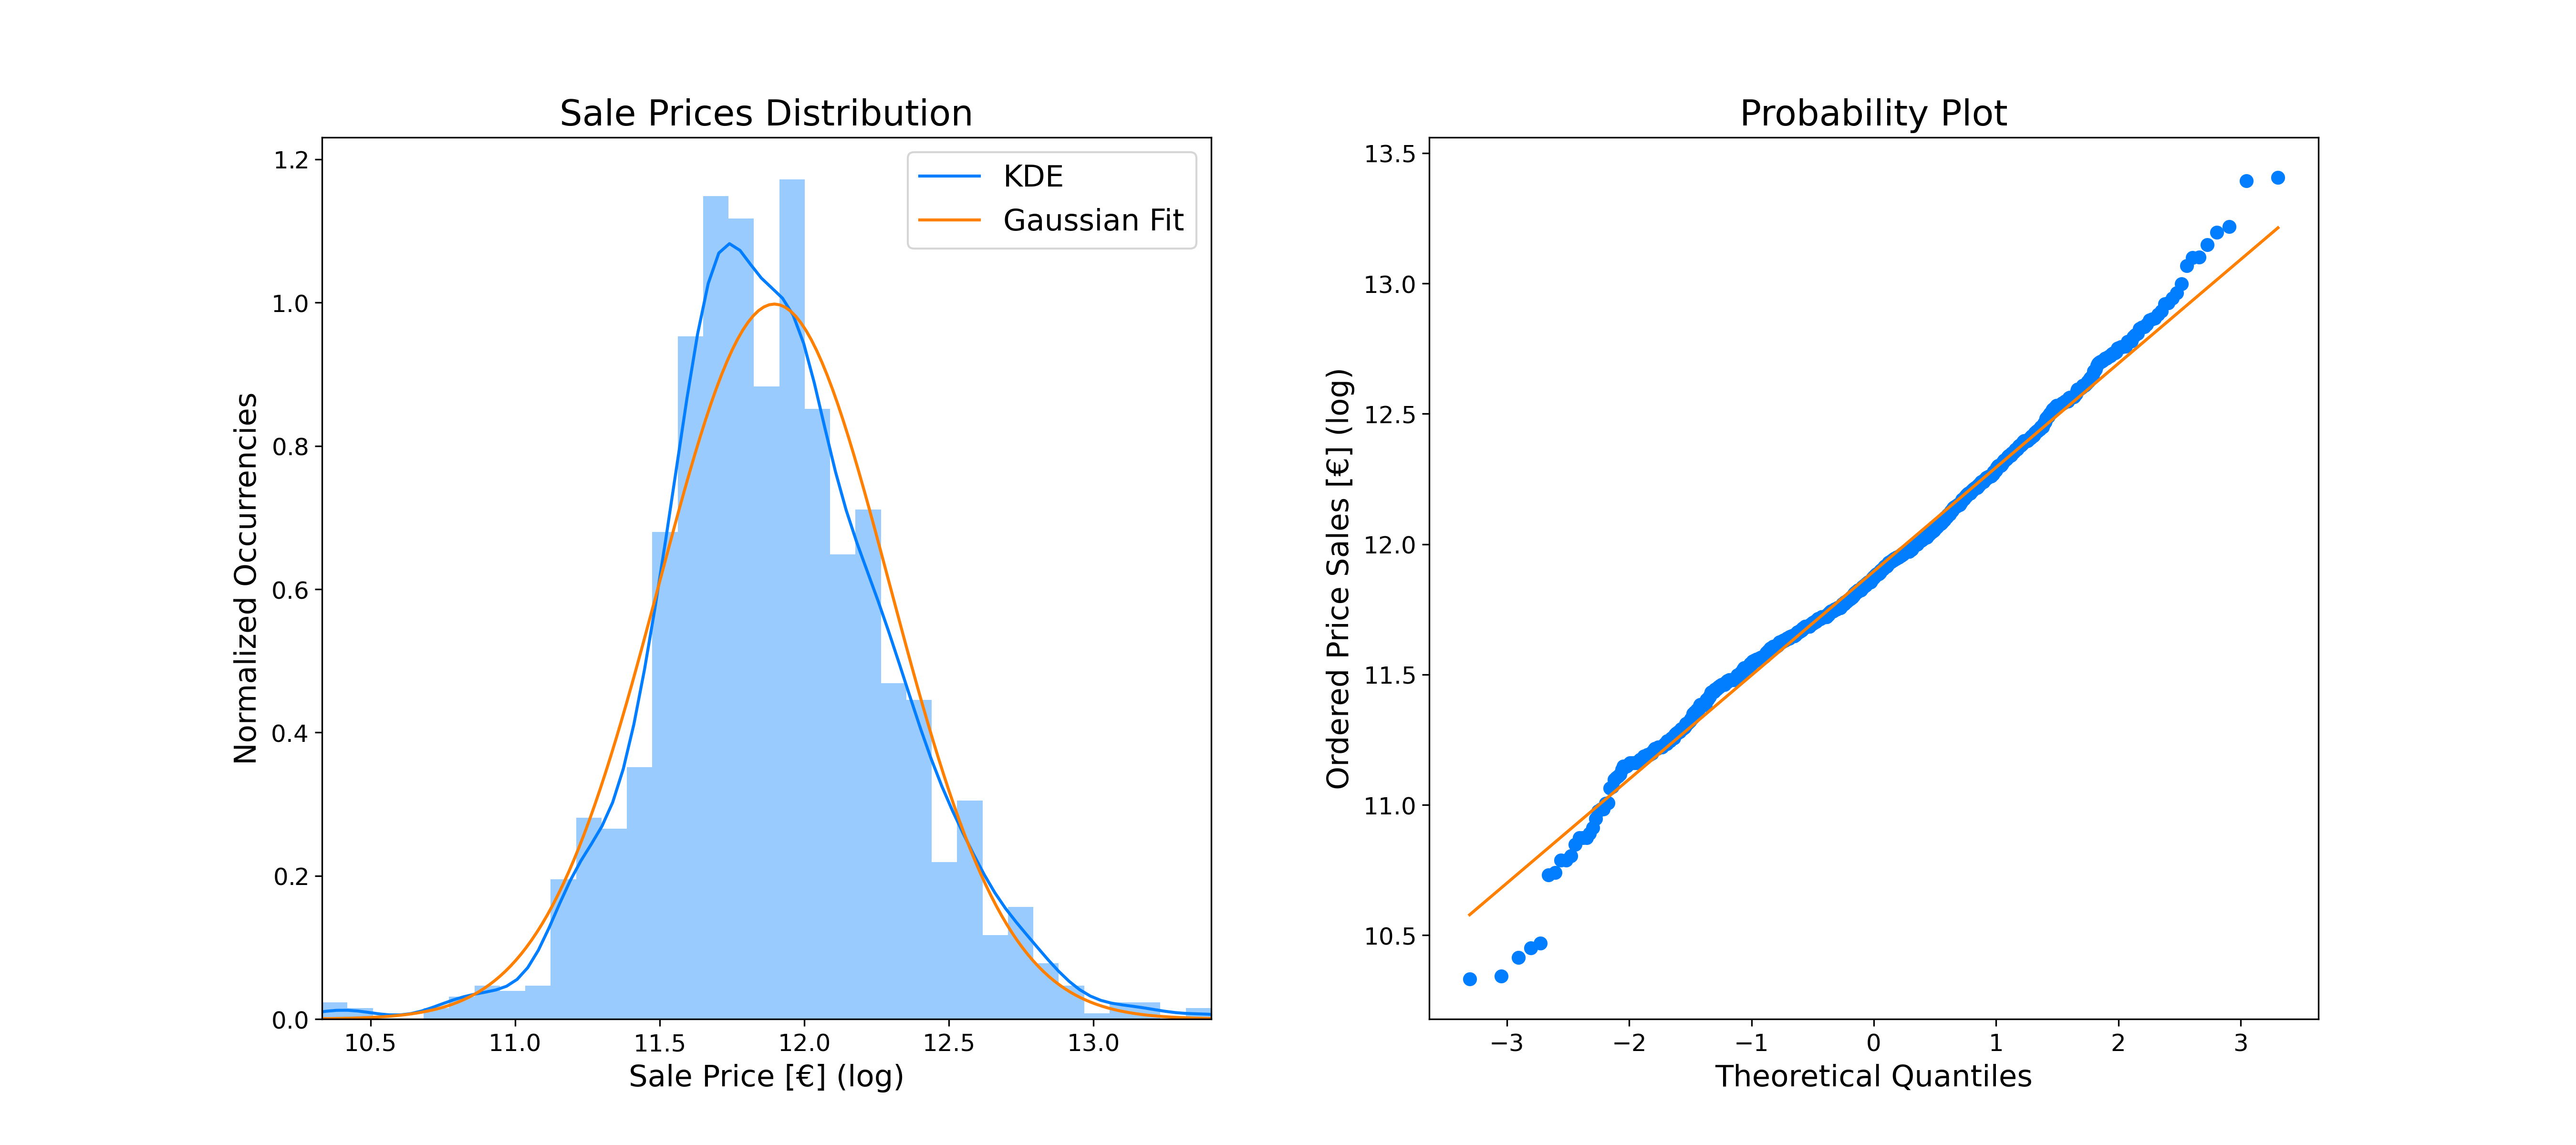 Sale Prices Distribution
Normalized Occurrencies
1.2
1.0
0.8
0.6
0.4
0.2
0.0
KDE
Gaussian Fit
10.5 11.0 11.5 12.0 12.5 13.0
Sale Price [€] (log)
Probability Plot
Ordered Price Sales [€] (log)
13.5
13.0
12.5
12.0
11.5
11.0
10.5
−3 −2 −1 0 1 2 3
Theoretical Quantiles